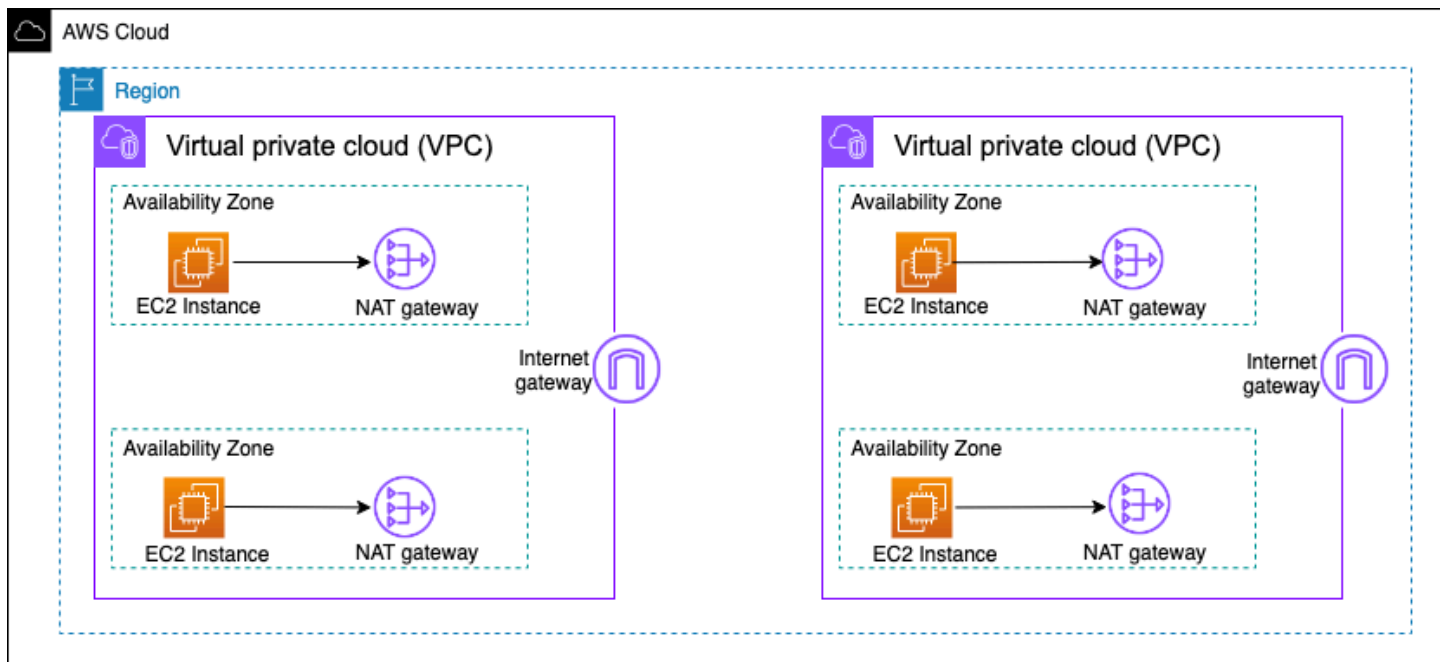 AWS Cloud
Region
Virtual private cloud (VPC)
Availability Zone
EC2 Instance
NAT gateway
Internet
gateway
Availability Zone
EC2 Instance
NAT gateway
Virtual private cloud (VPC)
Availability Zone
EC2 Instance
NAT gateway
Internet
gateway
Availability Zone
EC2 Instance
NAT gateway